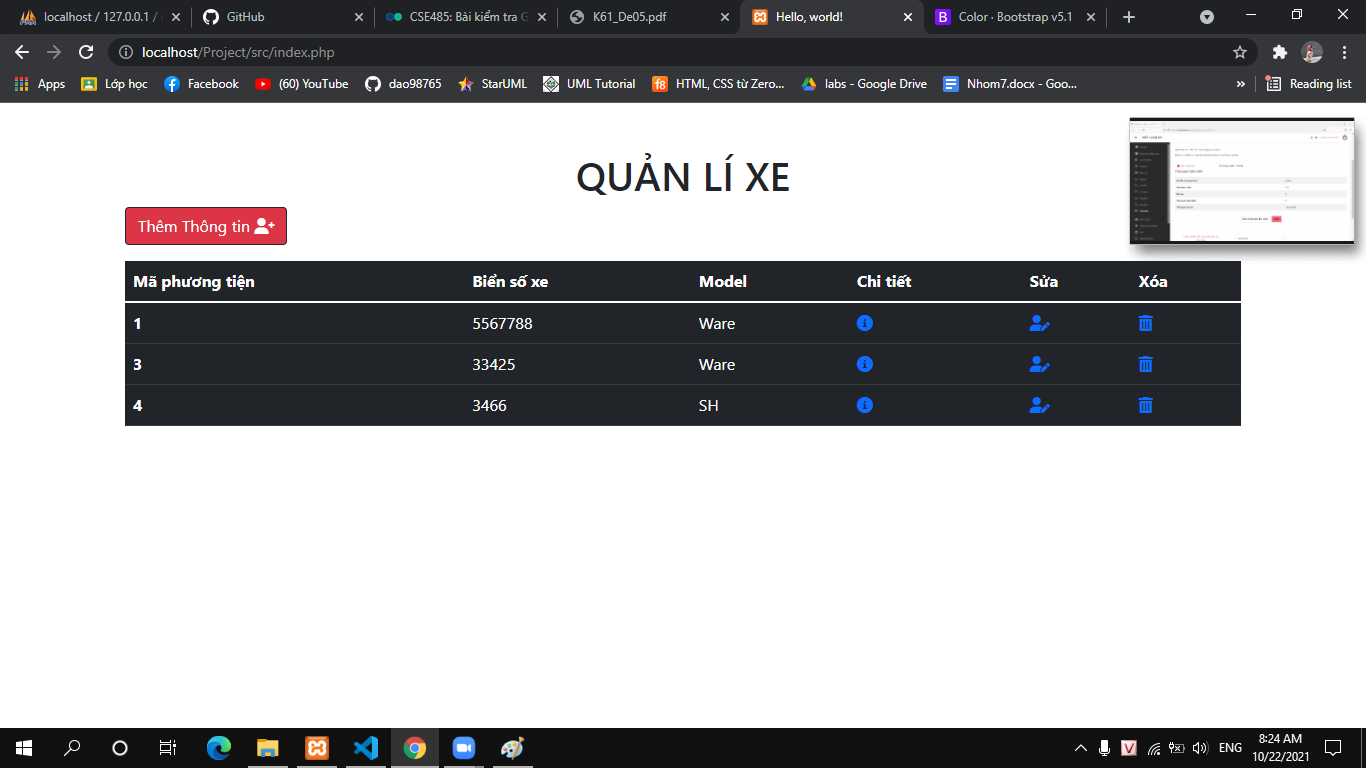 localhost / 127.0.0.1 /
GitHub
CSE485: Bài kiểm tra G
K61_De05.pdf
Hello, world!
Color · Bootstrap v5.1
localhost/Project/src/index.php
Apps
Lớp học
Facebook
(60) YouTube
dao98765
StarUML
UML Tutorial
HTML, CSS từ Zero...
labs - Google Drive
Nhom7.docx - Goo...
»
Reading list
QUẢN LÍ XE
Thêm Thông tin
Mã phương tiện Biển số xe Model Chi tiết Sửa Xóa
1 5567788 Ware
3 33425 Ware
4 3466 SH
ENG
8:24 AM
10/22/2021